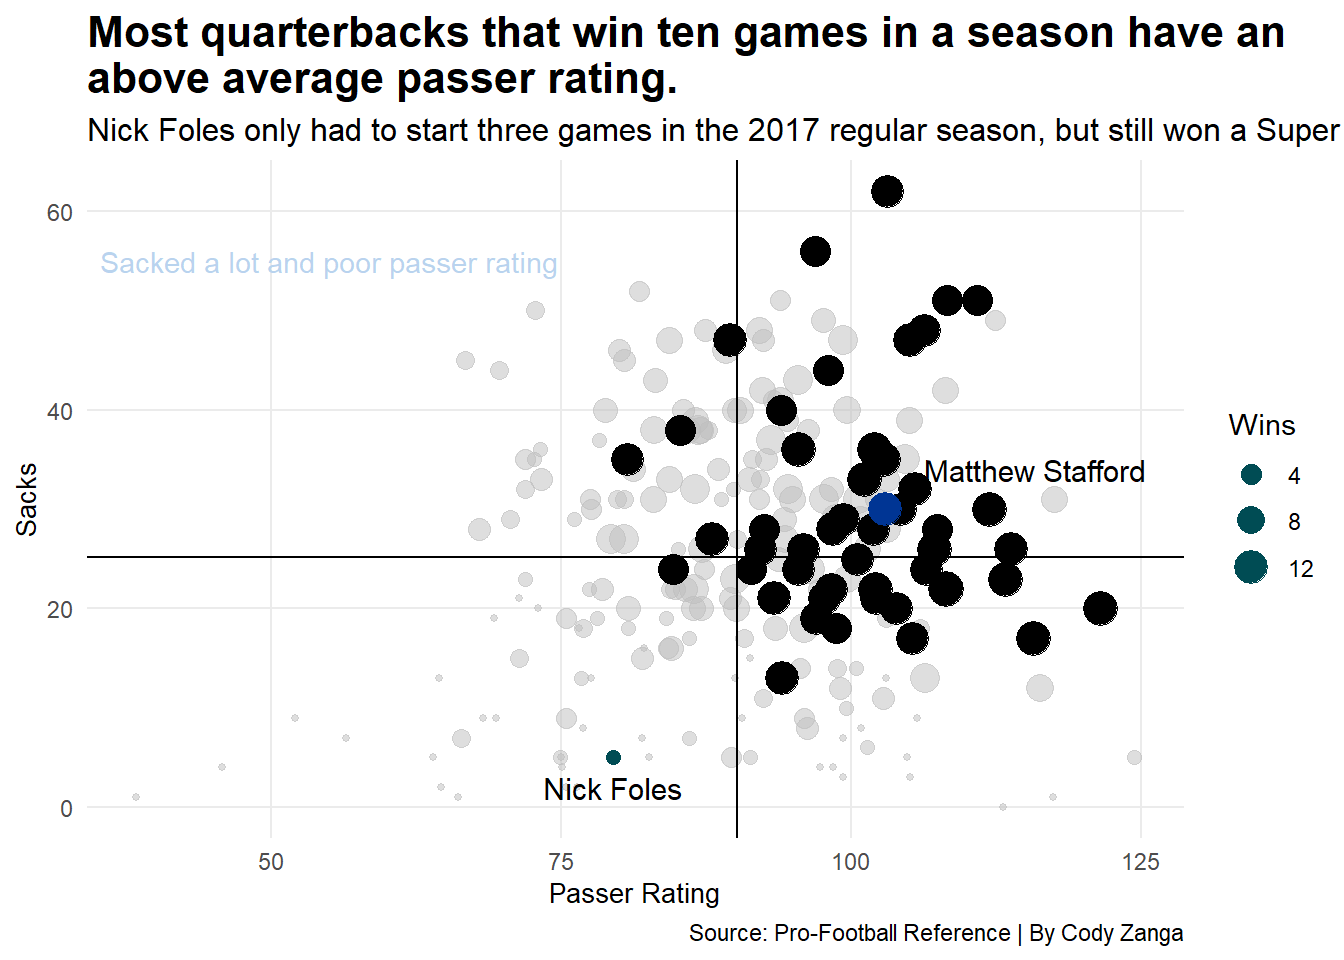 Most quarterbacks that win ten games in a season have an
above average passer rating.
Nick Foles only had to start three games in the 2017 regular season, but still won a Super
60
Sacked a lot and poor passer rating
40
Wins
Matthew Stafford
4
Sacks
8
12
20
Nick Foles
0
50 75 100 125
Passer Rating
Source: Pro-Football Reference | By Cody Zanga